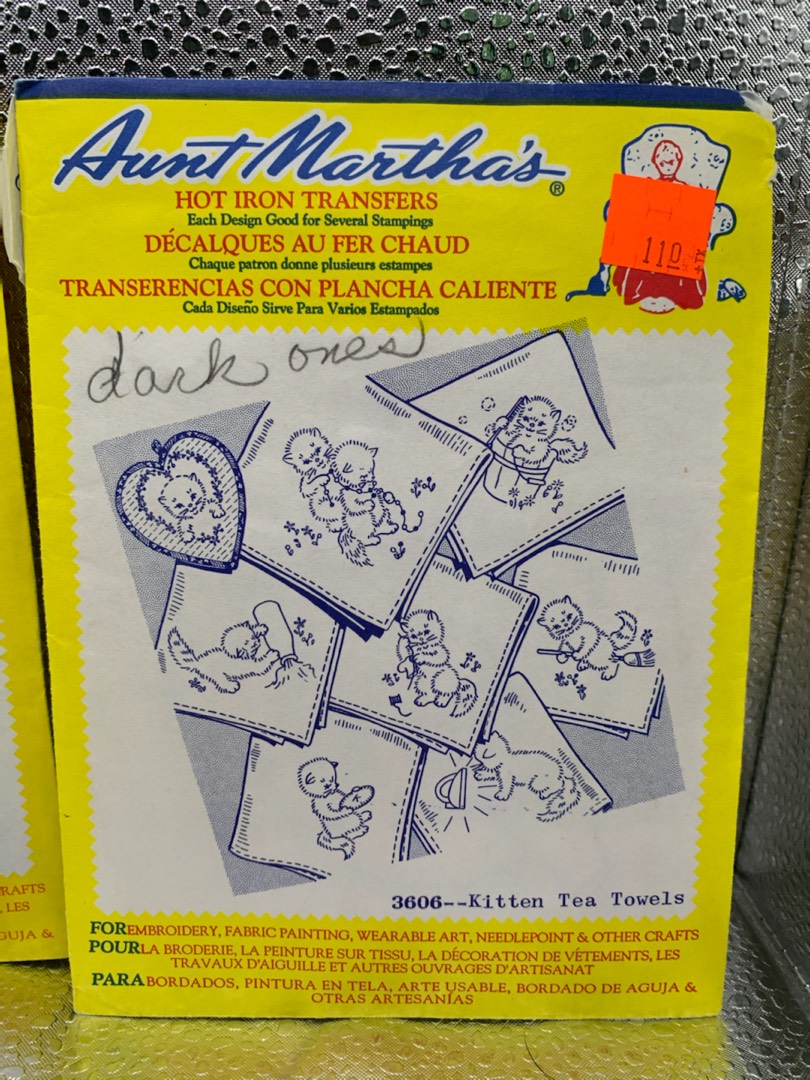 Aunt Martha's®
HOT IRON TRANSFERS
Each Design Good for Several Stampings
DÉCALQUES AU FER CHAUD
Chaque patron donne plusieurs estampes
TRANSERENCIAS CON PLANCHA CALIENTE
Cada Diseño Sirve Para Varios Estampados
110
dark ones
3606--Kitten Tea Towels
FOR EMBROIDERY, FABRIC PAINTING, WEARABLE ART, NEEDLEPOINT & OTHER CRAFTS
POUR LA BRODERIE, LA PEINTURE SUR TISSU, LA DÉCORATION DE VÉTEMENTS, LES
TRAVAUX D'AIGUILLE ET AUTRES OUVRAGES D'ARTISANAT
PARA BORDADOS, PINTURA EN TELA, ARTE USABLE, BORDADO DE AGUJA &
OTRAS ARTESANÍAS
CRAFTS
, LES
GUJA &